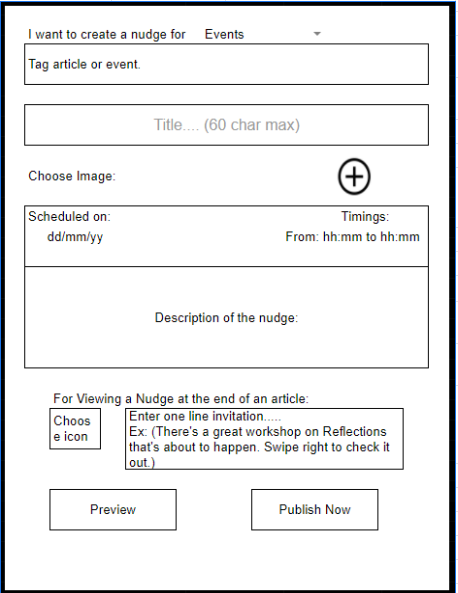 I want to create a nudge for Events
Tag article or event.
Title.... (60 char max)
Choose Image:
Scheduled on: Timings:
dd/mm/yy From: hh:mm to hh:mm
Description of the nudge:
For Viewing a Nudge at the end of an article:
Choos
e icon
Enter one line invitation.....
Ex: (There's a great workshop on Reflections
that's about to happen. Swipe right to check it
out.)
Preview Publish Now